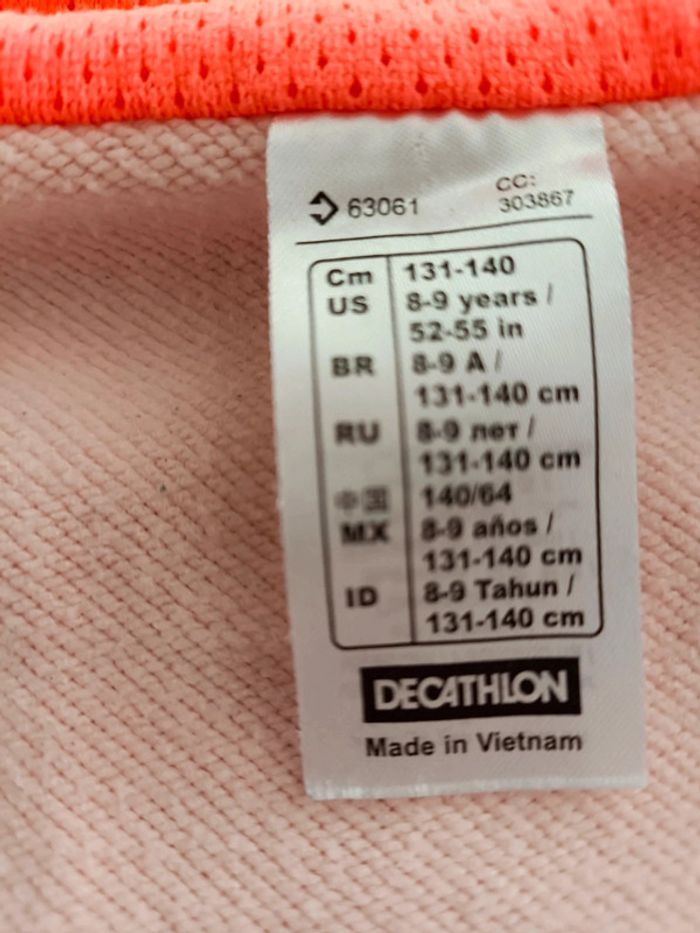 63061
CC:
303867
Cm 131-140
US 8-9 years /
52-55 in
BR 8-9 A /
131-140 cm
RU 8-9 лет /
131-140 cm
中国 140/64
MX 8-9 años /
131-140 cm
ID 8-9 Tahun /
131-140 cm
DECATHLON
Made in Vietnam